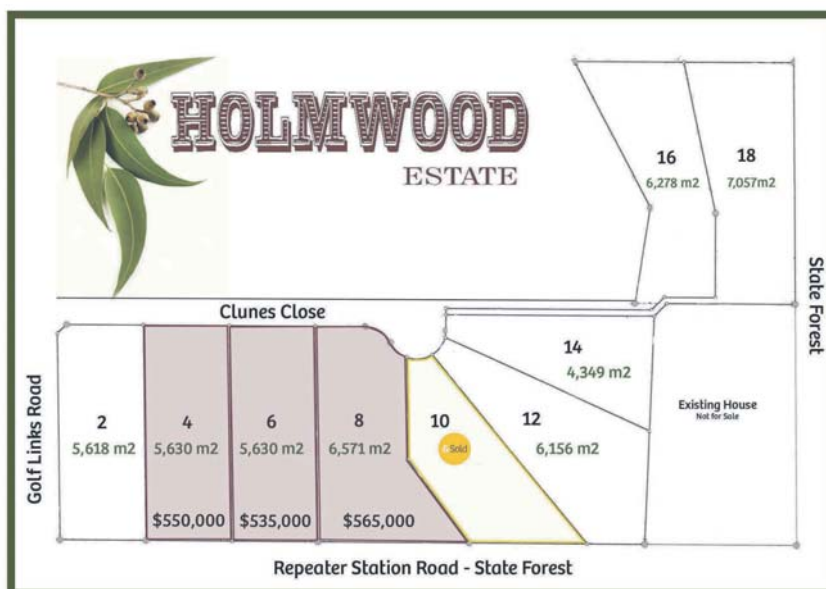 HOLMWOOD
ESTATE
16
6,278 m2
18
7,057m2
State Forest
Clunes Close
Golf Links Road
2
5,618 m2
4
5,630 m2
$550,000
6
5,630 m2
$535,000
8
6,571 m2
$565,000
10
Sold
12
6,156 m2
14
4,349 m2
Existing House
Not for Sale
Repeater Station Road - State Forest